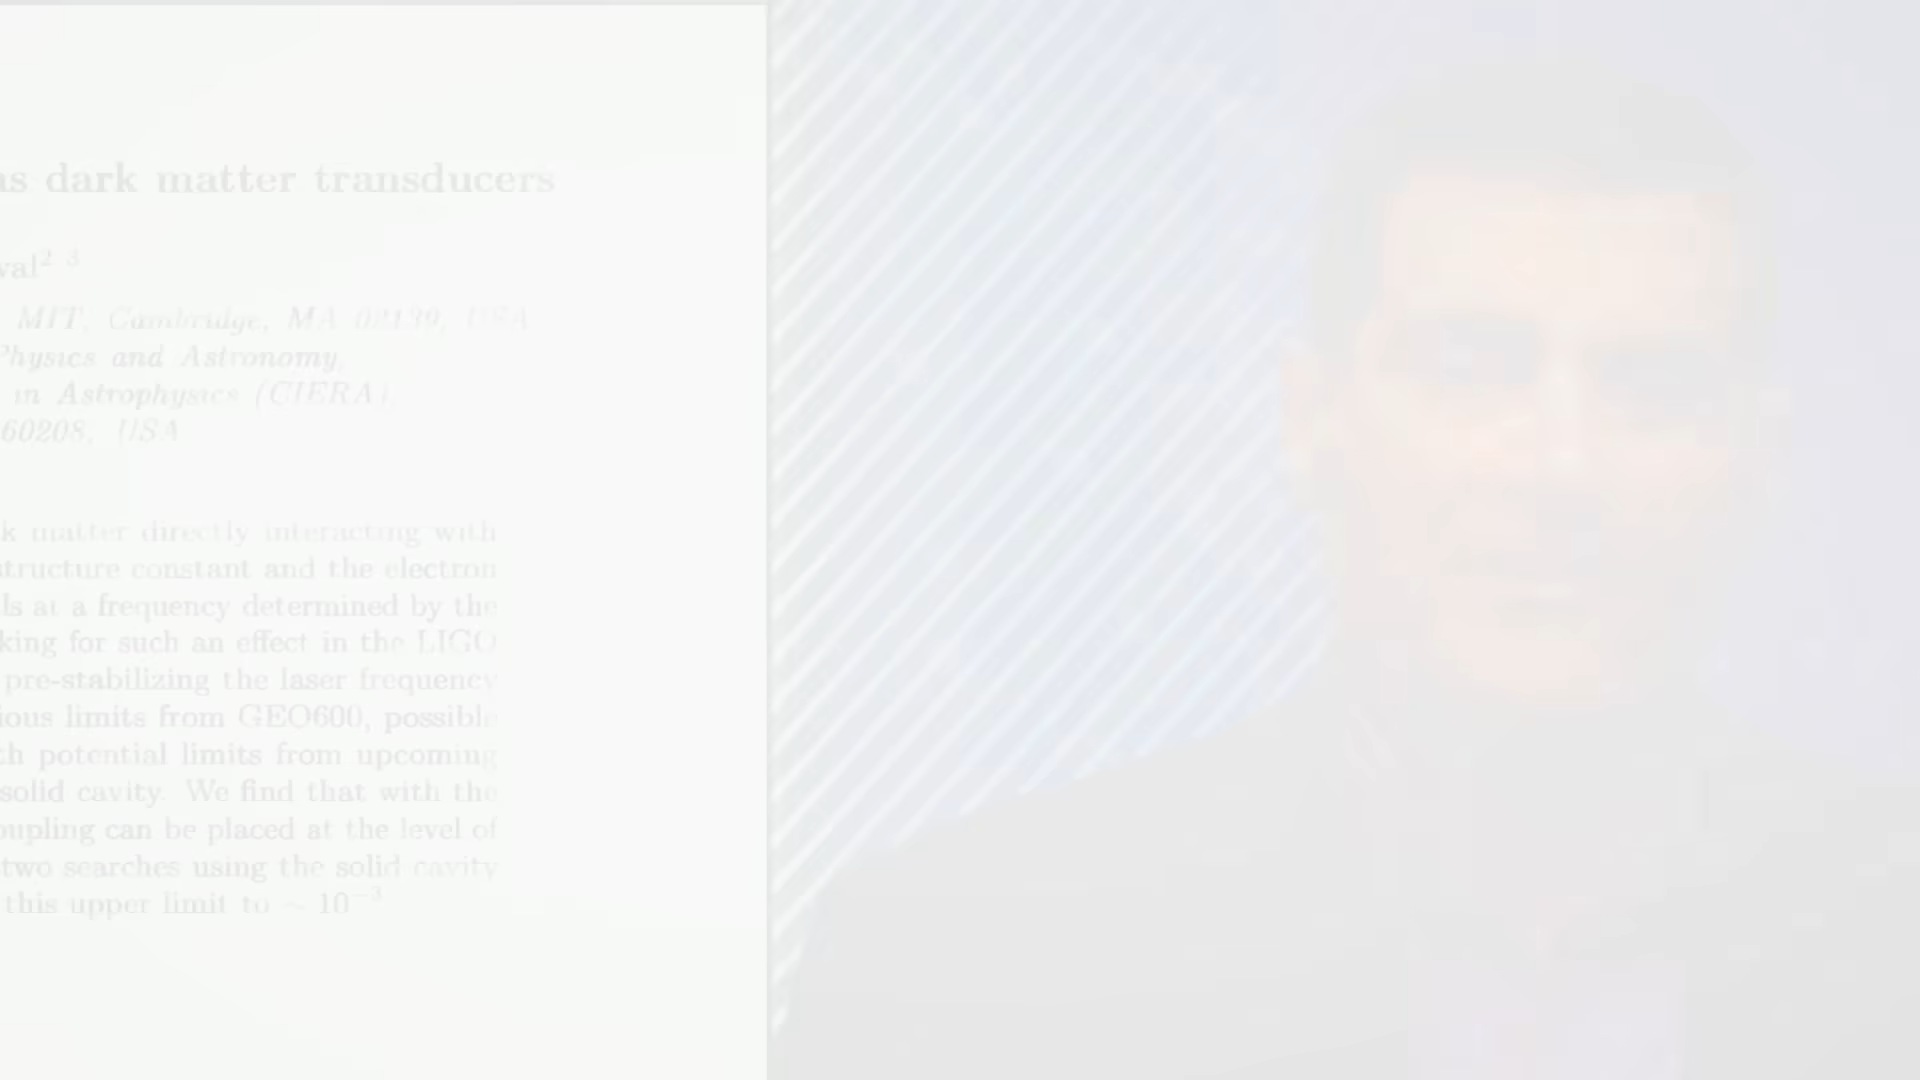 as dark matter transducers
val2 3
MIT, Cambridge, MA 02139, USA
Physics and Astronomy,
in Astrophysics (CIERA),
60208, USA
k matter directly interacting with
structure constant and the electron
ls at a frequency determined by the
king for such an effect in the LIGO
pre-stabilizing the laser frequency
ious limits from GEO600, possible
th potential limits from upcoming
solid cavity. We find that with the
oupling can be placed at the level of
two searches using the solid cavity
this upper limit to ∼ 10−3